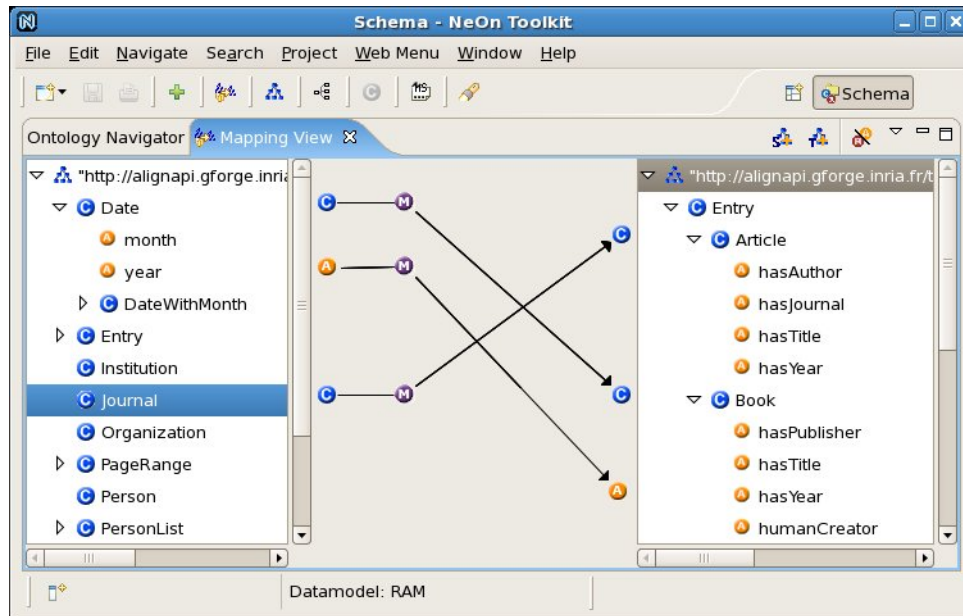 Schema - NeOn Toolkit
File Edit Navigate Search Project Web Menu Window Help
Schema
Ontology Navigator Mapping View
"http://alignapi.gforge.inria
Date
month
year
DateWithMonth
Entry
Institution
Journal
Organization
PageRange
Person
PersonList
C M
A M
C M
C
C
A
"http://alignapi.gforge.inria.fr/t
Entry
Article
hasAuthor
hasJournal
hasTitle
hasYear
Book
hasPublisher
hasTitle
hasYear
humanCreator
Datamodel: RAM